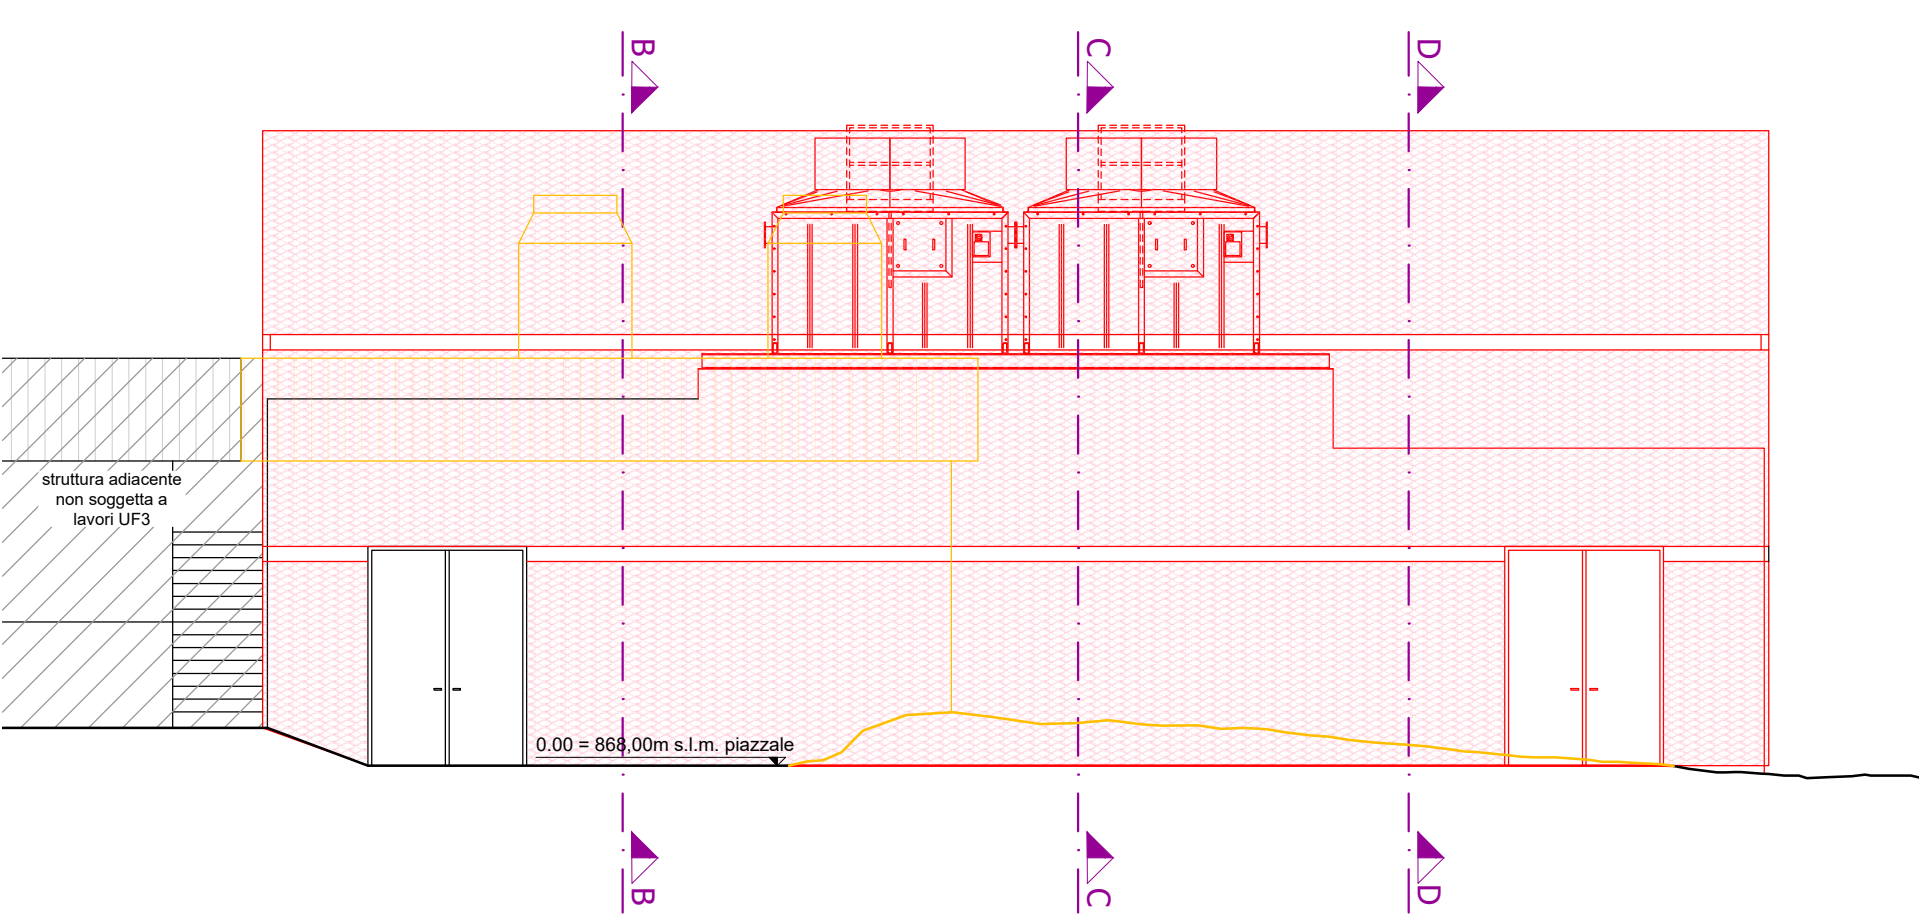 B
C
D
struttura adiacente
non soggetta a
lavori UF3
0.00 = 868,00m s.l.m. piazzale
B
C
D